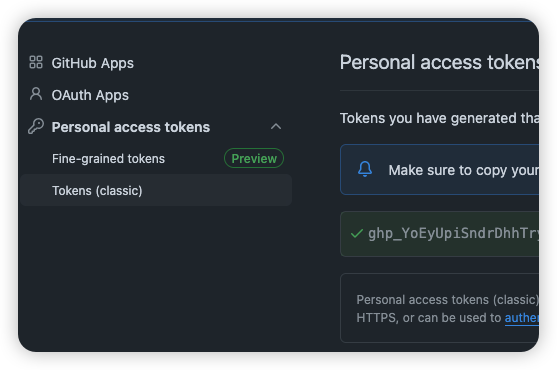 GitHub Apps
OAuth Apps
Personal access tokens
Fine-grained tokens Preview
Tokens (classic)
Personal access tokens
Tokens you have generated tha
Make sure to copy your
ghp_YoEyUpiSndrDhhTry
Personal access tokens (classic)
HTTPS, or can be used to authen